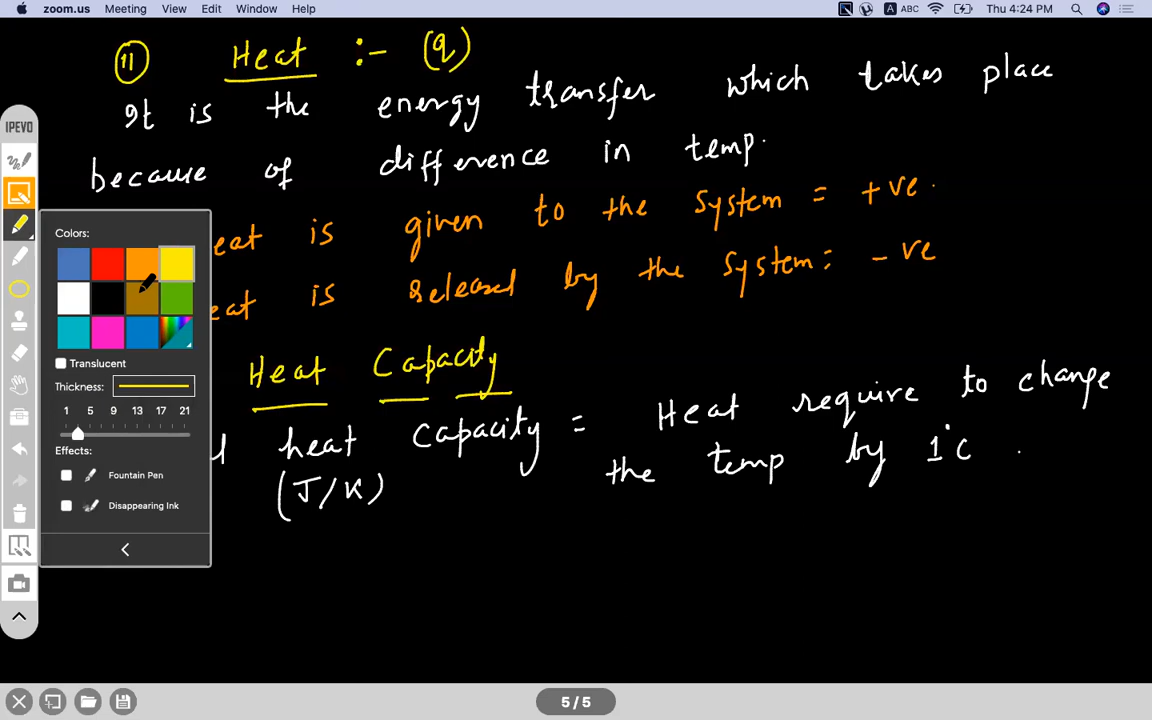 zoom.us Meeting View Edit Window Help ABC Thu 4:24 PM
11 Heat :- (q)
It is the energy transfer which takes place
because of difference in temp.
eat is given to the System = +ve.
eat is released by the System = -ve
Heat Capacity
heat Capacity = Heat require to change
the temp by 1°C .
(J/K)
IPEVO
Colors:
Translucent
Thickness:
1 5 9 13 17 21
Effects:
Fountain Pen
Disappearing Ink
5/5